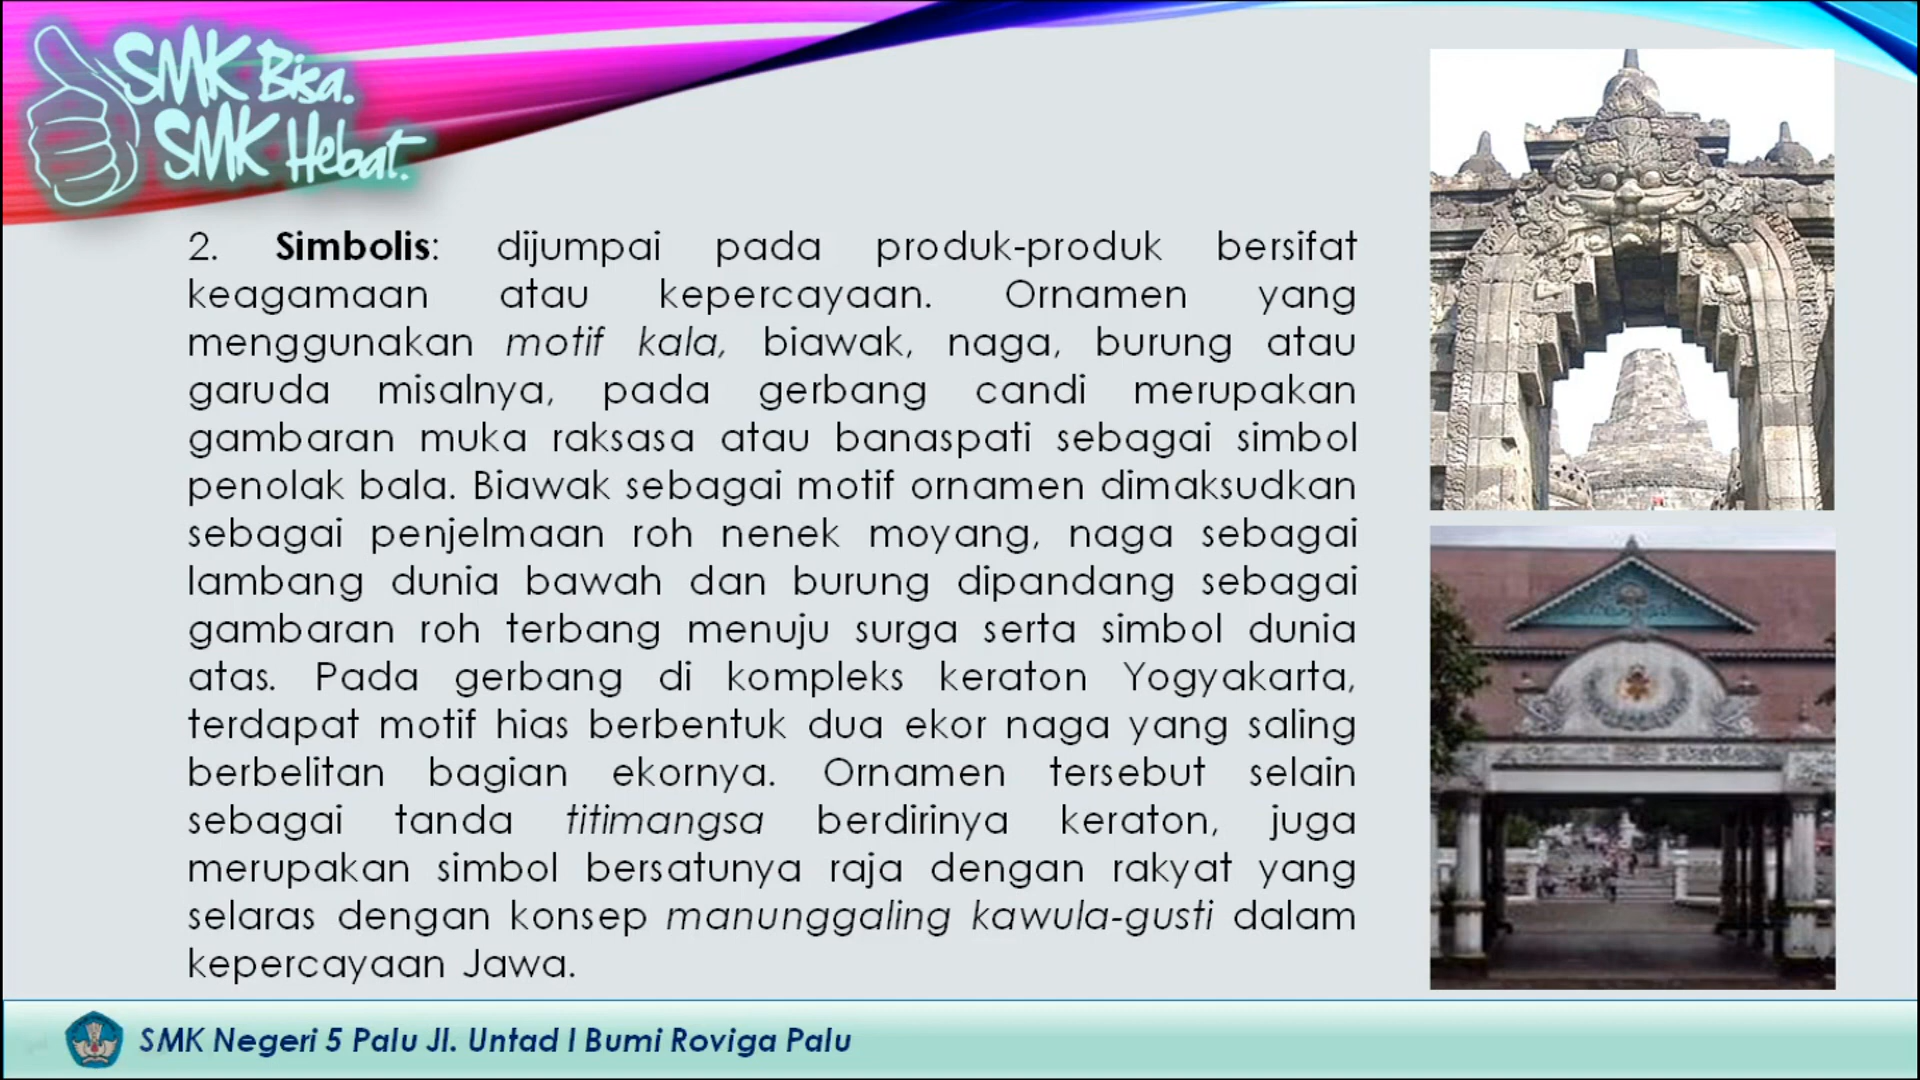 SMK Bisa.
SMK Hebat.
2. Simbolis: dijumpai pada produk-produk bersifat
keagamaan atau kepercayaan. Ornamen yang
menggunakan motif kala, biawak, naga, burung atau
garuda misalnya, pada gerbang candi merupakan
gambaran muka raksasa atau banaspati sebagai simbol
penolak bala. Biawak sebagai motif ornamen dimaksudkan
sebagai penjelmaan roh nenek moyang, naga sebagai
lambang dunia bawah dan burung dipandang sebagai
gambaran roh terbang menuju surga serta simbol dunia
atas. Pada gerbang di kompleks keraton Yogyakarta,
terdapat motif hias berbentuk dua ekor naga yang saling
berbelitan bagian ekornya. Ornamen tersebut selain
sebagai tanda titimangsa berdirinya keraton, juga
merupakan simbol bersatunya raja dengan rakyat yang
selaras dengan konsep manunggaling kawula-gusti dalam
kepercayaan Jawa.
SMK Negeri 5 Palu Jl. Untad I Bumi Roviga Palu